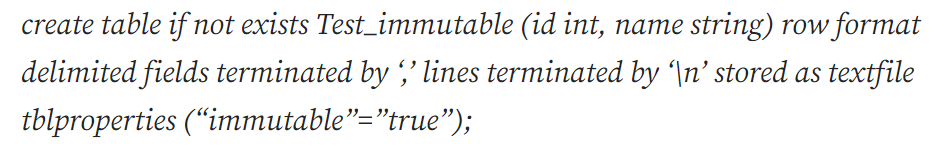 create table if not exists Test_immutable (id int, name string) row format
delimited fields terminated by ‘,’ lines terminated by ‘\n’ stored as textfile
tblproperties (“immutable”=”true”);